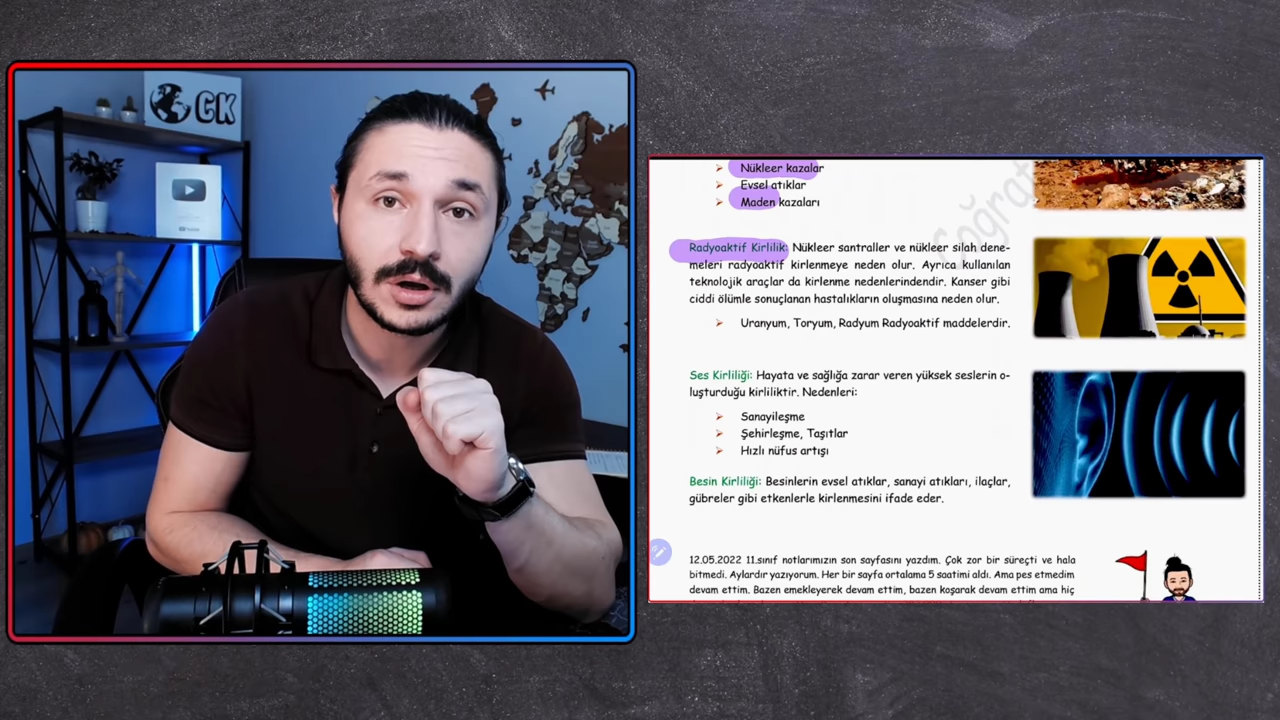 CK
Nükleer kazalar
Evsel atıklar
Maden kazaları
Coğraf
Radyoaktif Kirlilik: Nükleer santraller ve nükleer silah dene-
meleri radyoaktif kirlenmeye neden olur. Ayrıca kullanılan
teknolojik araçlar da kirlenme nedenlerindendir. Kanser gibi
ciddi ölümle sonuçlanan hastalıkların oluşmasına neden olur.
Uranyum, Toryum, Radyum Radyoaktif maddelerdir.
Ses Kirliliği: Hayata ve sağlığa zarar veren yüksek seslerin o-
luşturduğu kirliliktir. Nedenleri:
Sanayileşme
Şehirleşme, Taşıtlar
Hızlı nüfus artışı
Besin Kirliliği: Besinlerin evsel atıklar, sanayi atıkları, ilaçlar,
gübreler gibi etkenlerle kirlenmesini ifade eder.
12.05.2022 11.sınıf notlarımızın son sayfasını yazdım. Çok zor bir süreçti ve hala
bitmedi. Aylardır yazıyorum. Her bir sayfa ortalama 5 saatimi aldı. Ama pes etmedim
devam ettim. Bazen emekleyerek devam ettim, bazen koşarak devam ettim ama hiç